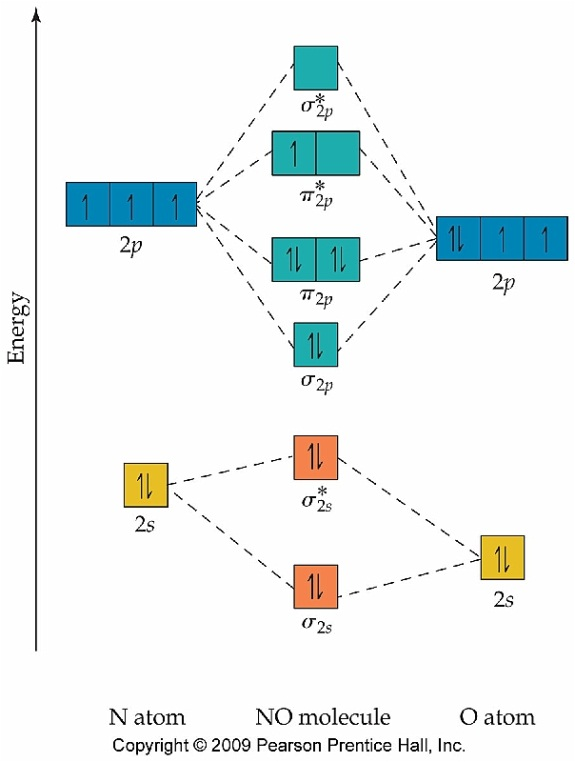 σ*2p
π*2p
2p
2p
π2p
σ2p
Energy
σ*2s
2s
2s
σ2s
N atom NO molecule O atom
Copyright © 2009 Pearson Prentice Hall, Inc.